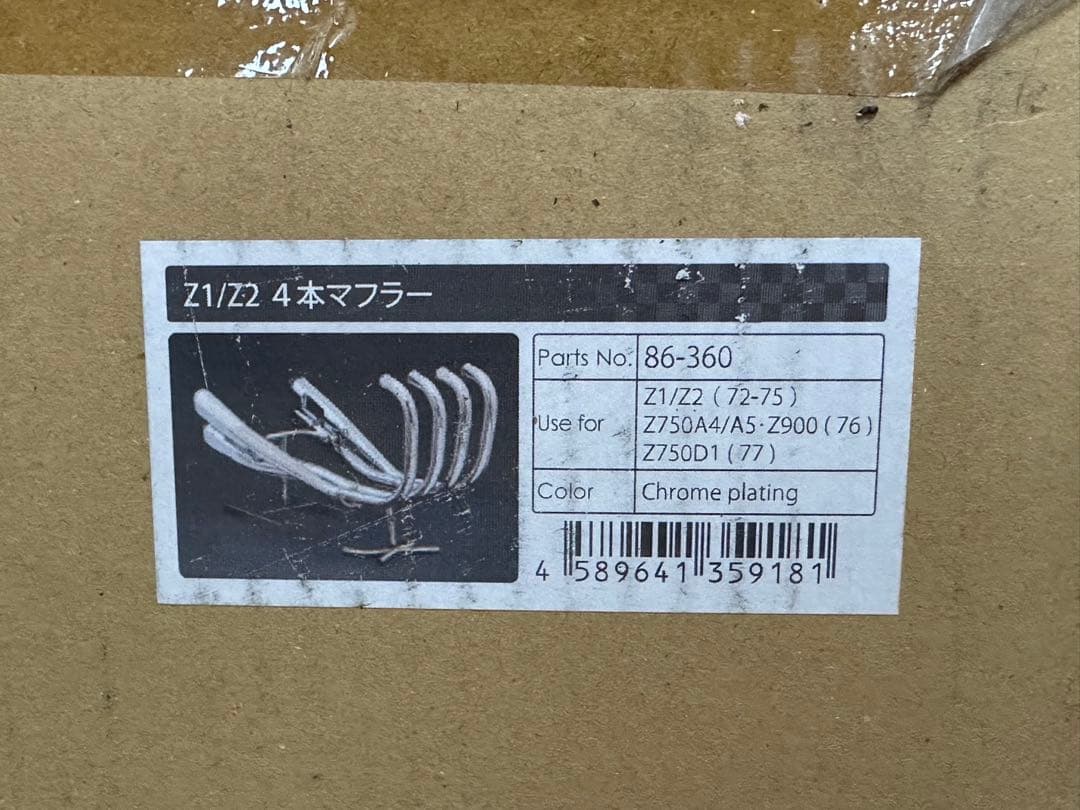 Z1/Z2 4本マフラー
Parts No. 86-360
Use for
Z1/Z2 ( 72-75 )
Z750A4/A5・Z900 ( 76 )
Z750D1 ( 77 )
Color Chrome plating
4 589641 359181